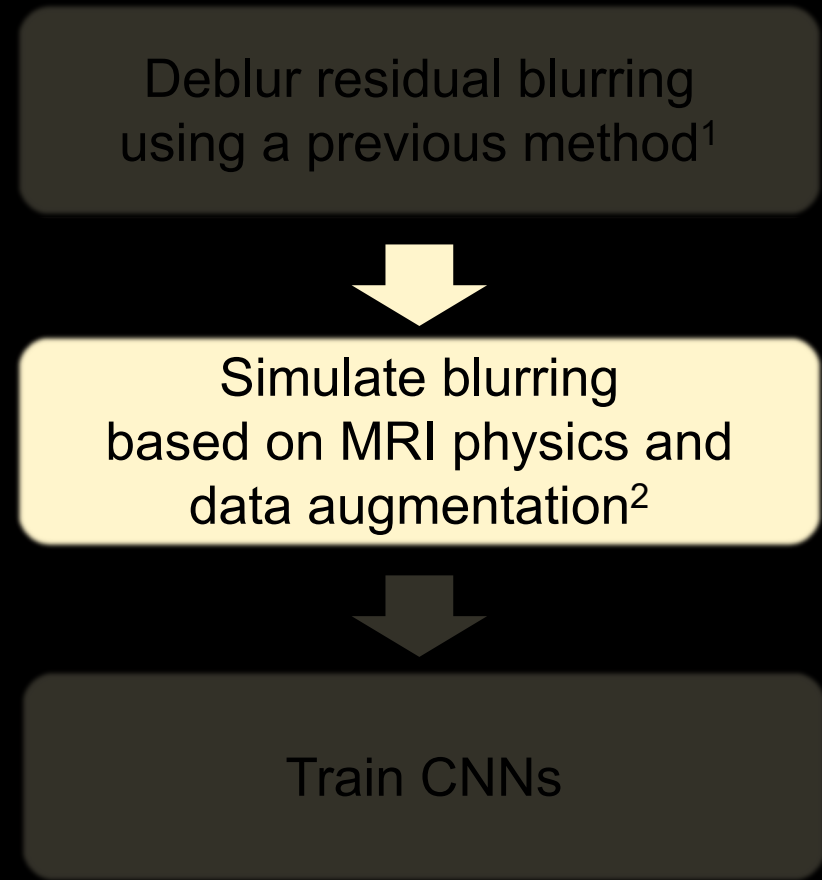 Deblur residual blurring
using a previous method¹
Simulate blurring
based on MRI physics and
data augmentation²
Train CNNs